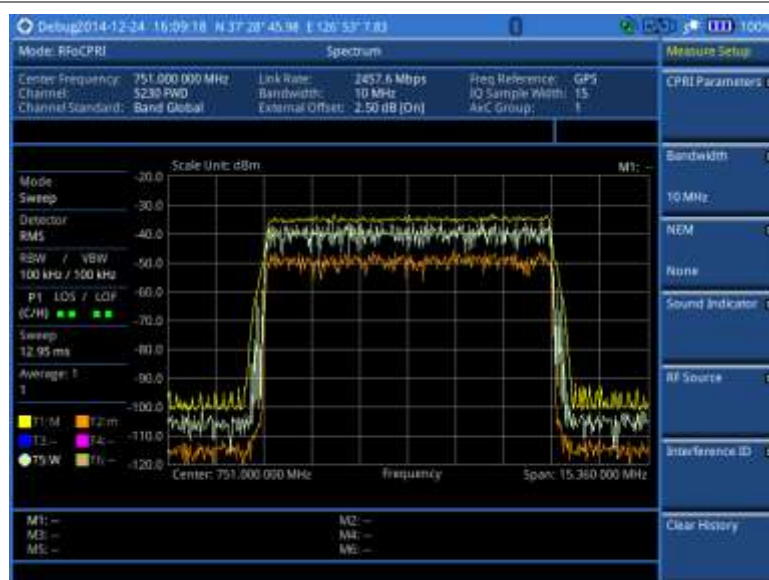 Debug2014-12-24 16:09:18 N 37° 28' 45.98 E 126° 53' 7.83 100%
Mode: RFoCPRI Spectrum Measure Setup
Center Frequency: 751.000 000 MHz Link Rate: 2457.6 Mbps Freq Reference: GPS
Channel: 5230 FWD Bandwidth: 10 MHz IQ Sample Width: 15
Channel Standard: Band Global External Offset: 2.50 dB [On] AxC Group: 1
CPRI Parameters
Scale Unit: dBm M1: --
Bandwidth
10 MHz
Mode
Sweep
Detector
RMS
RBW / VBW
100 kHz / 100 kHz
P1 LOS / LOF
(C/H)
Sweep
12.95 ms
Average: 1
1
T1:M T2:m
T3:-- T4:--
T5:W T6:--
-20.0
-30.0
-40.0
-50.0
-60.0
-70.0
-80.0
-90.0
-100.0
-110.0
-120.0
Center: 751.000 000 MHz Frequency Span: 15.360 000 MHz
NEM
None
Sound Indicator
RF Source
Interference ID
Clear History
M1: -- M2: --
M3: -- M4: --
M5: -- M6: --